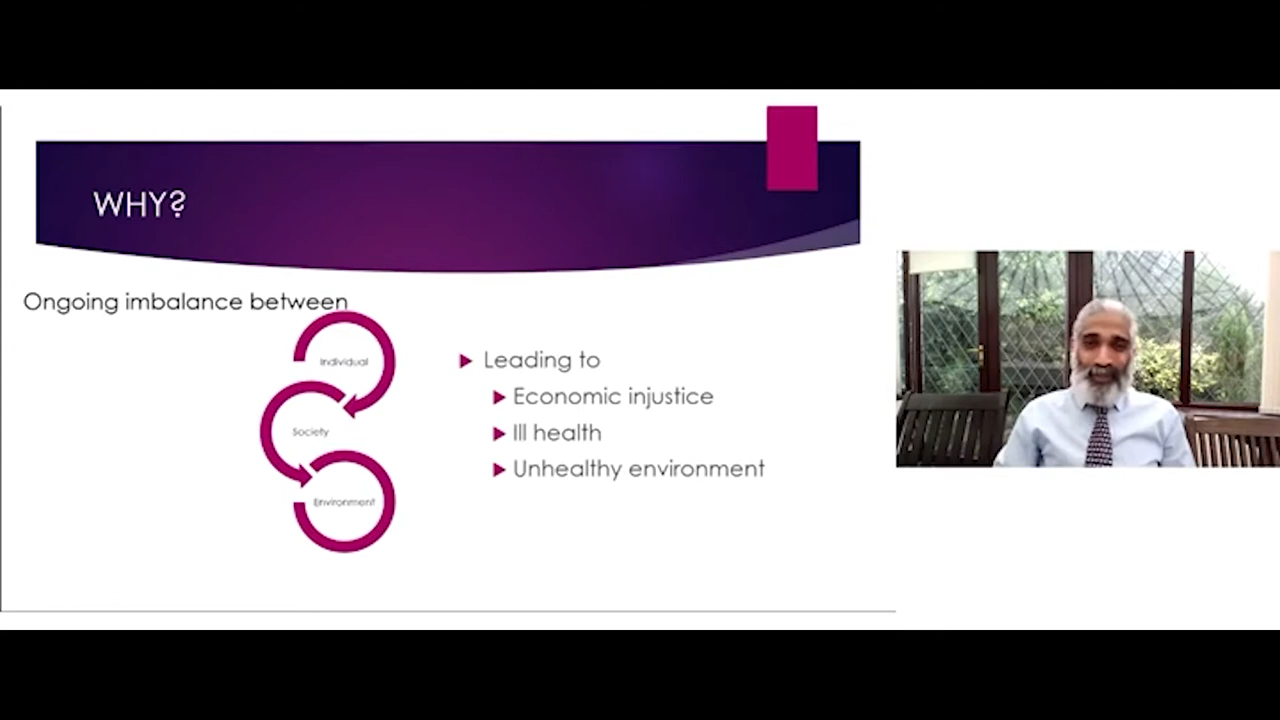 WHY?
Ongoing imbalance between
Individual
Society
Environment
Leading to
Economic injustice
Ill health
Unhealthy environment